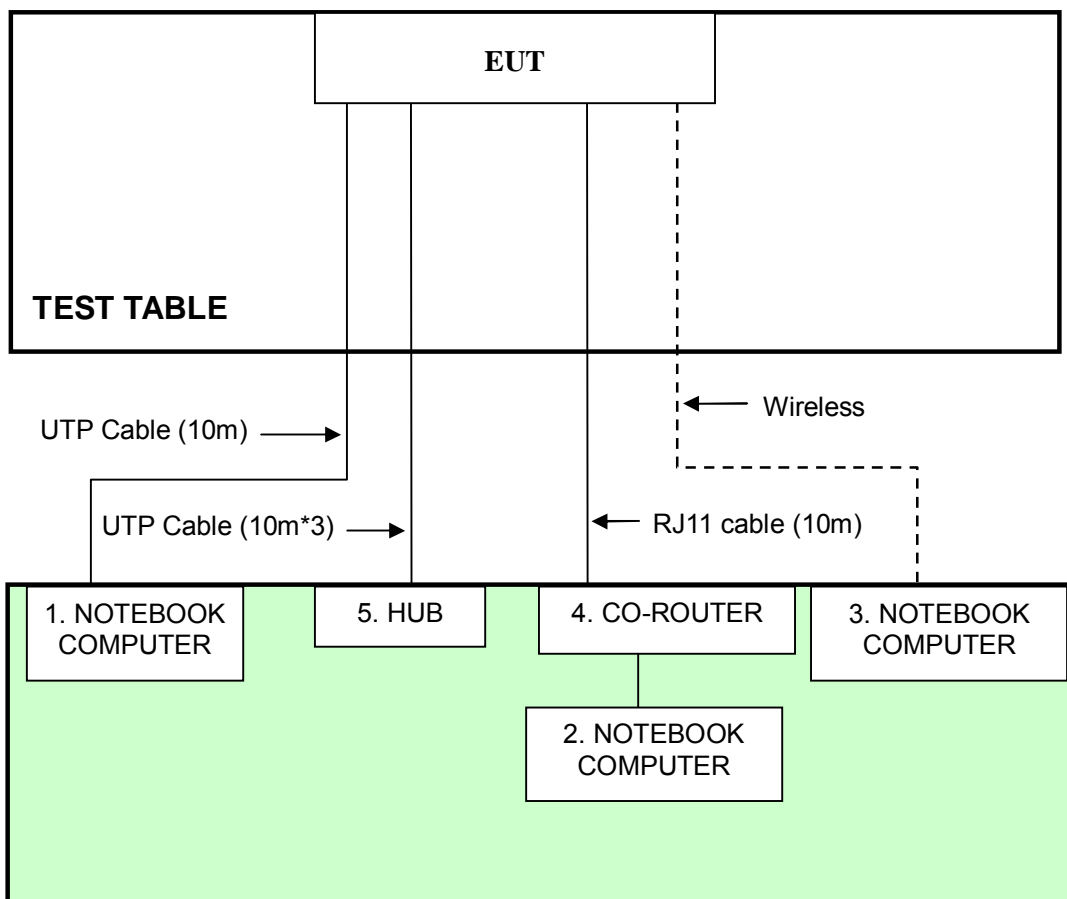 EUT
TEST TABLE
Wireless
UTP Cable (10m)
UTP Cable (10m*3)
RJ11 cable (10m)
1. NOTEBOOK
COMPUTER
5. HUB
4. CO-ROUTER
3. NOTEBOOK
COMPUTER
2. NOTEBOOK
COMPUTER